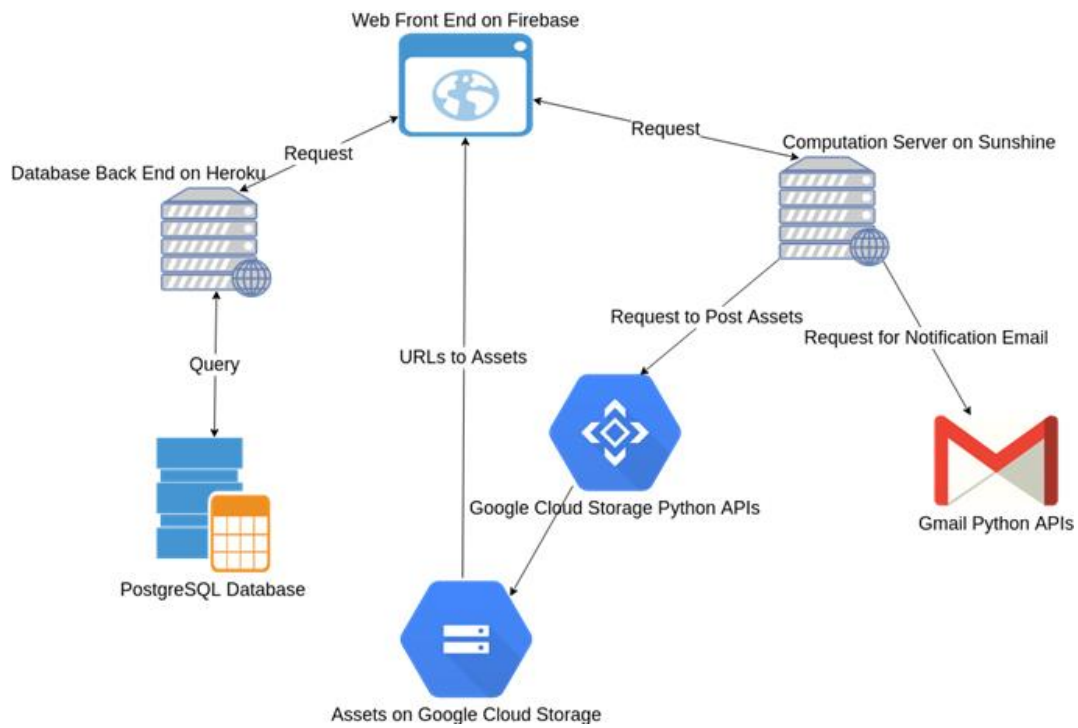 Web Front End on Firebase
Request
Request
Computation Server on Sunshine
Database Back End on Heroku
Request to Post Assets
Request for Notification Email
URLs to Assets
Query
Google Cloud Storage Python APIs
Gmail Python APIs
PostgreSQL Database
Assets on Google Cloud Storage